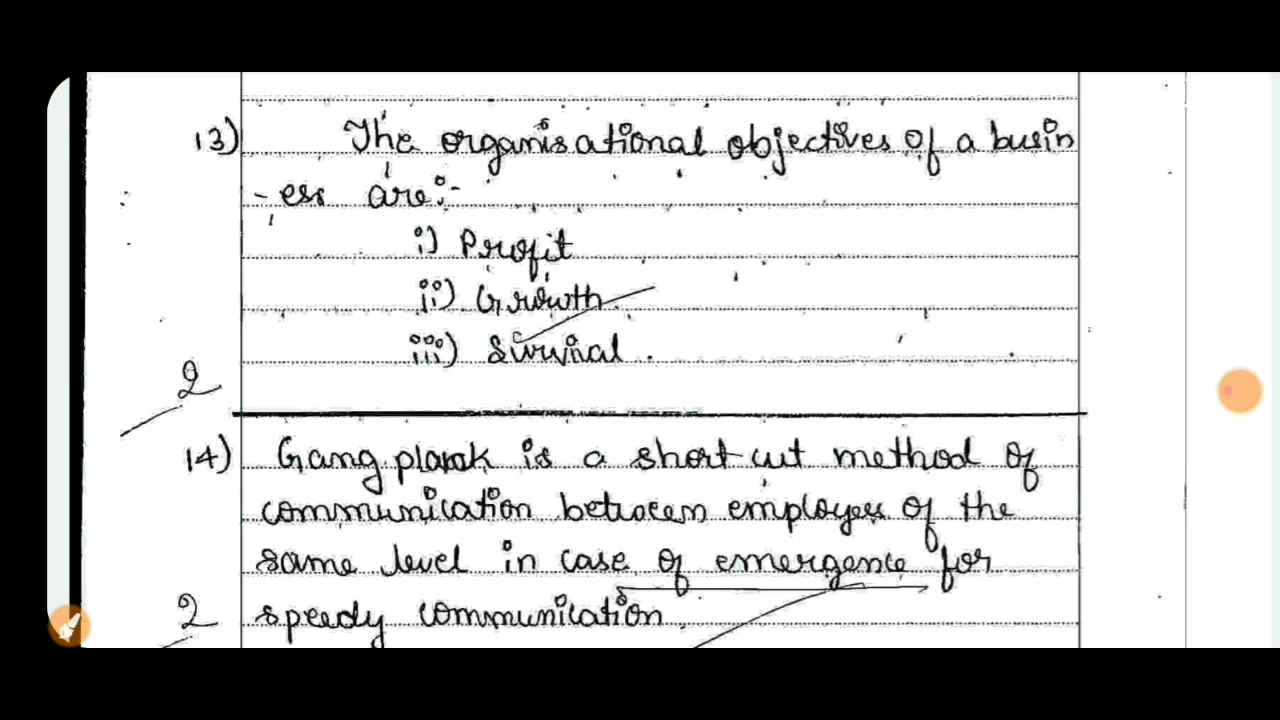 13) The organisational objectives of a busin
-ess are:-
i) Profit
ii) Growth.
iii) Survival.
2
14) Gang plank is a short cut method of
communication between employees of the
same level in case of emergence for
2 speedy communication.